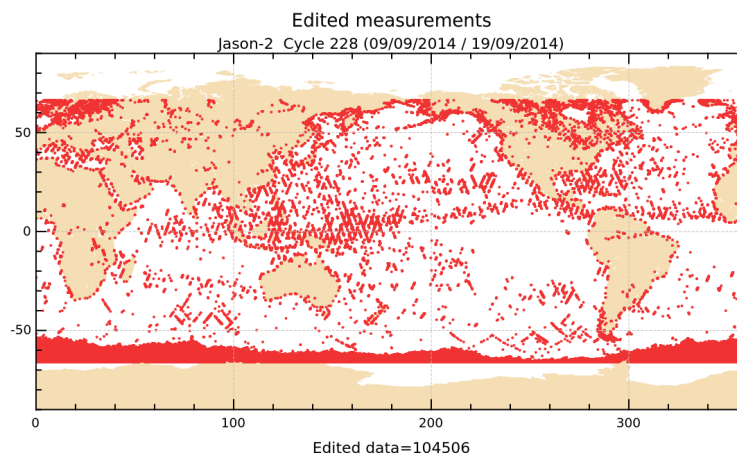 Edited measurements
Jason-2 Cycle 228 (09/09/2014 / 19/09/2014)
50
0
-50
0 100 200 300
Edited data=104506